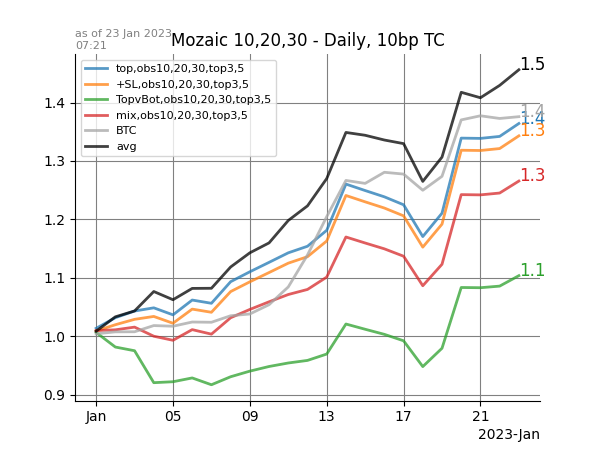 as of 23 Jan 2023
07:21
Mozaic 10,20,30 - Daily, 10bp TC
top,obs10,20,30,top3,5
+SL,obs10,20,30,top3,5
TopvBot,obs10,20,30,top3,5
mix,obs10,20,30,top3,5
BTC
avg
1.5
1.4
1.4
1.3
1.3
1.1
1.4
1.3
1.2
1.1
1.0
0.9
Jan 05 09 13 17 21
2023-Jan